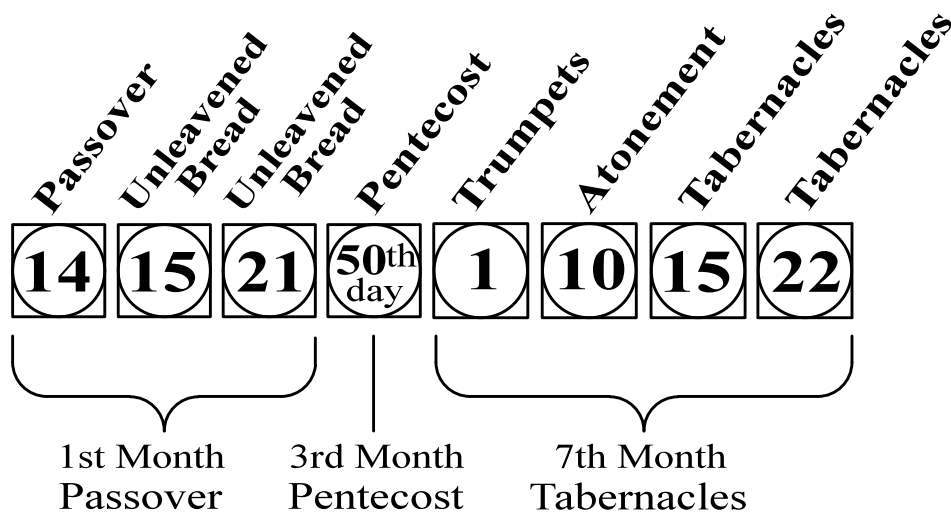 Passover
Unleavened
Bread
Unleavened
Bread
Pentecost
Trumpets
Atonement
Tabernacles
Tabernacles
14
15
21
50th
day
1
10
15
22
1st Month
Passover
3rd Month
Pentecost
7th Month
Tabernacles